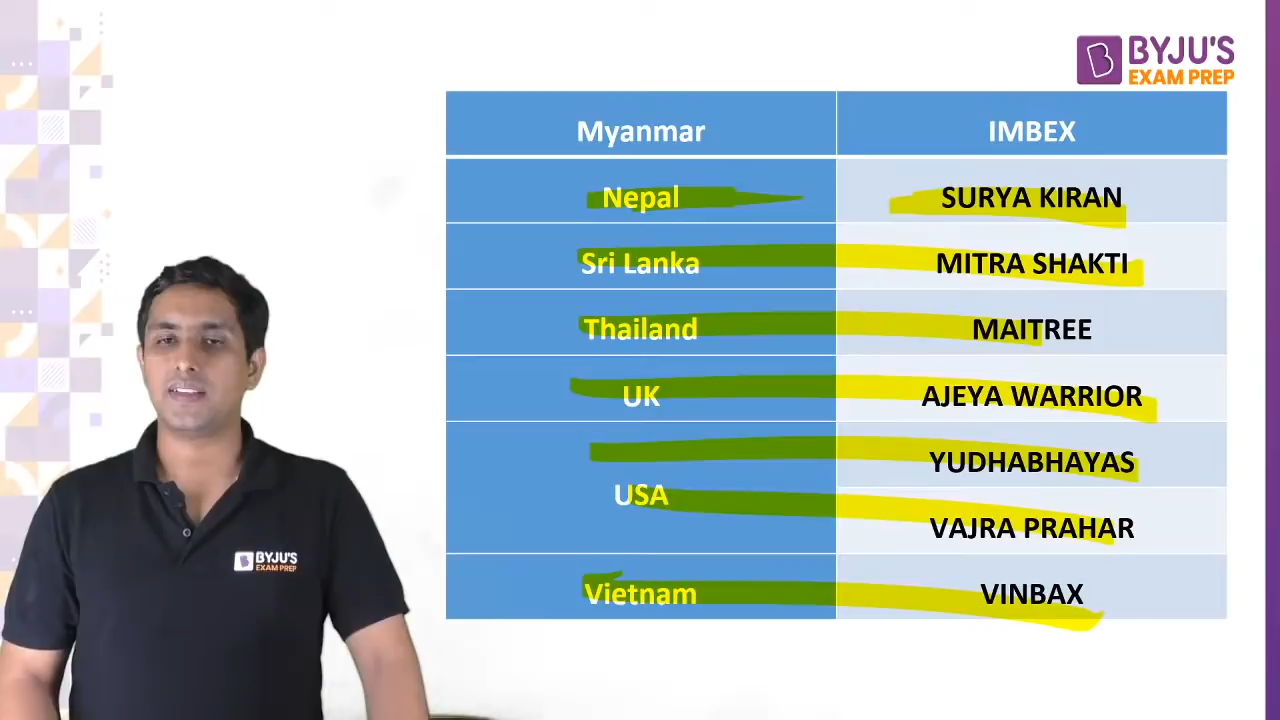 BYJU'S
EXAM PREP
Myanmar IMBEX
Nepal SURYA KIRAN
Sri Lanka MITRA SHAKTI
Thailand MAITREE
UK AJEYA WARRIOR
USA YUDHABHAYAS
VAJRA PRAHAR
Vietnam VINBAX
BYJU'S
EXAM PREP